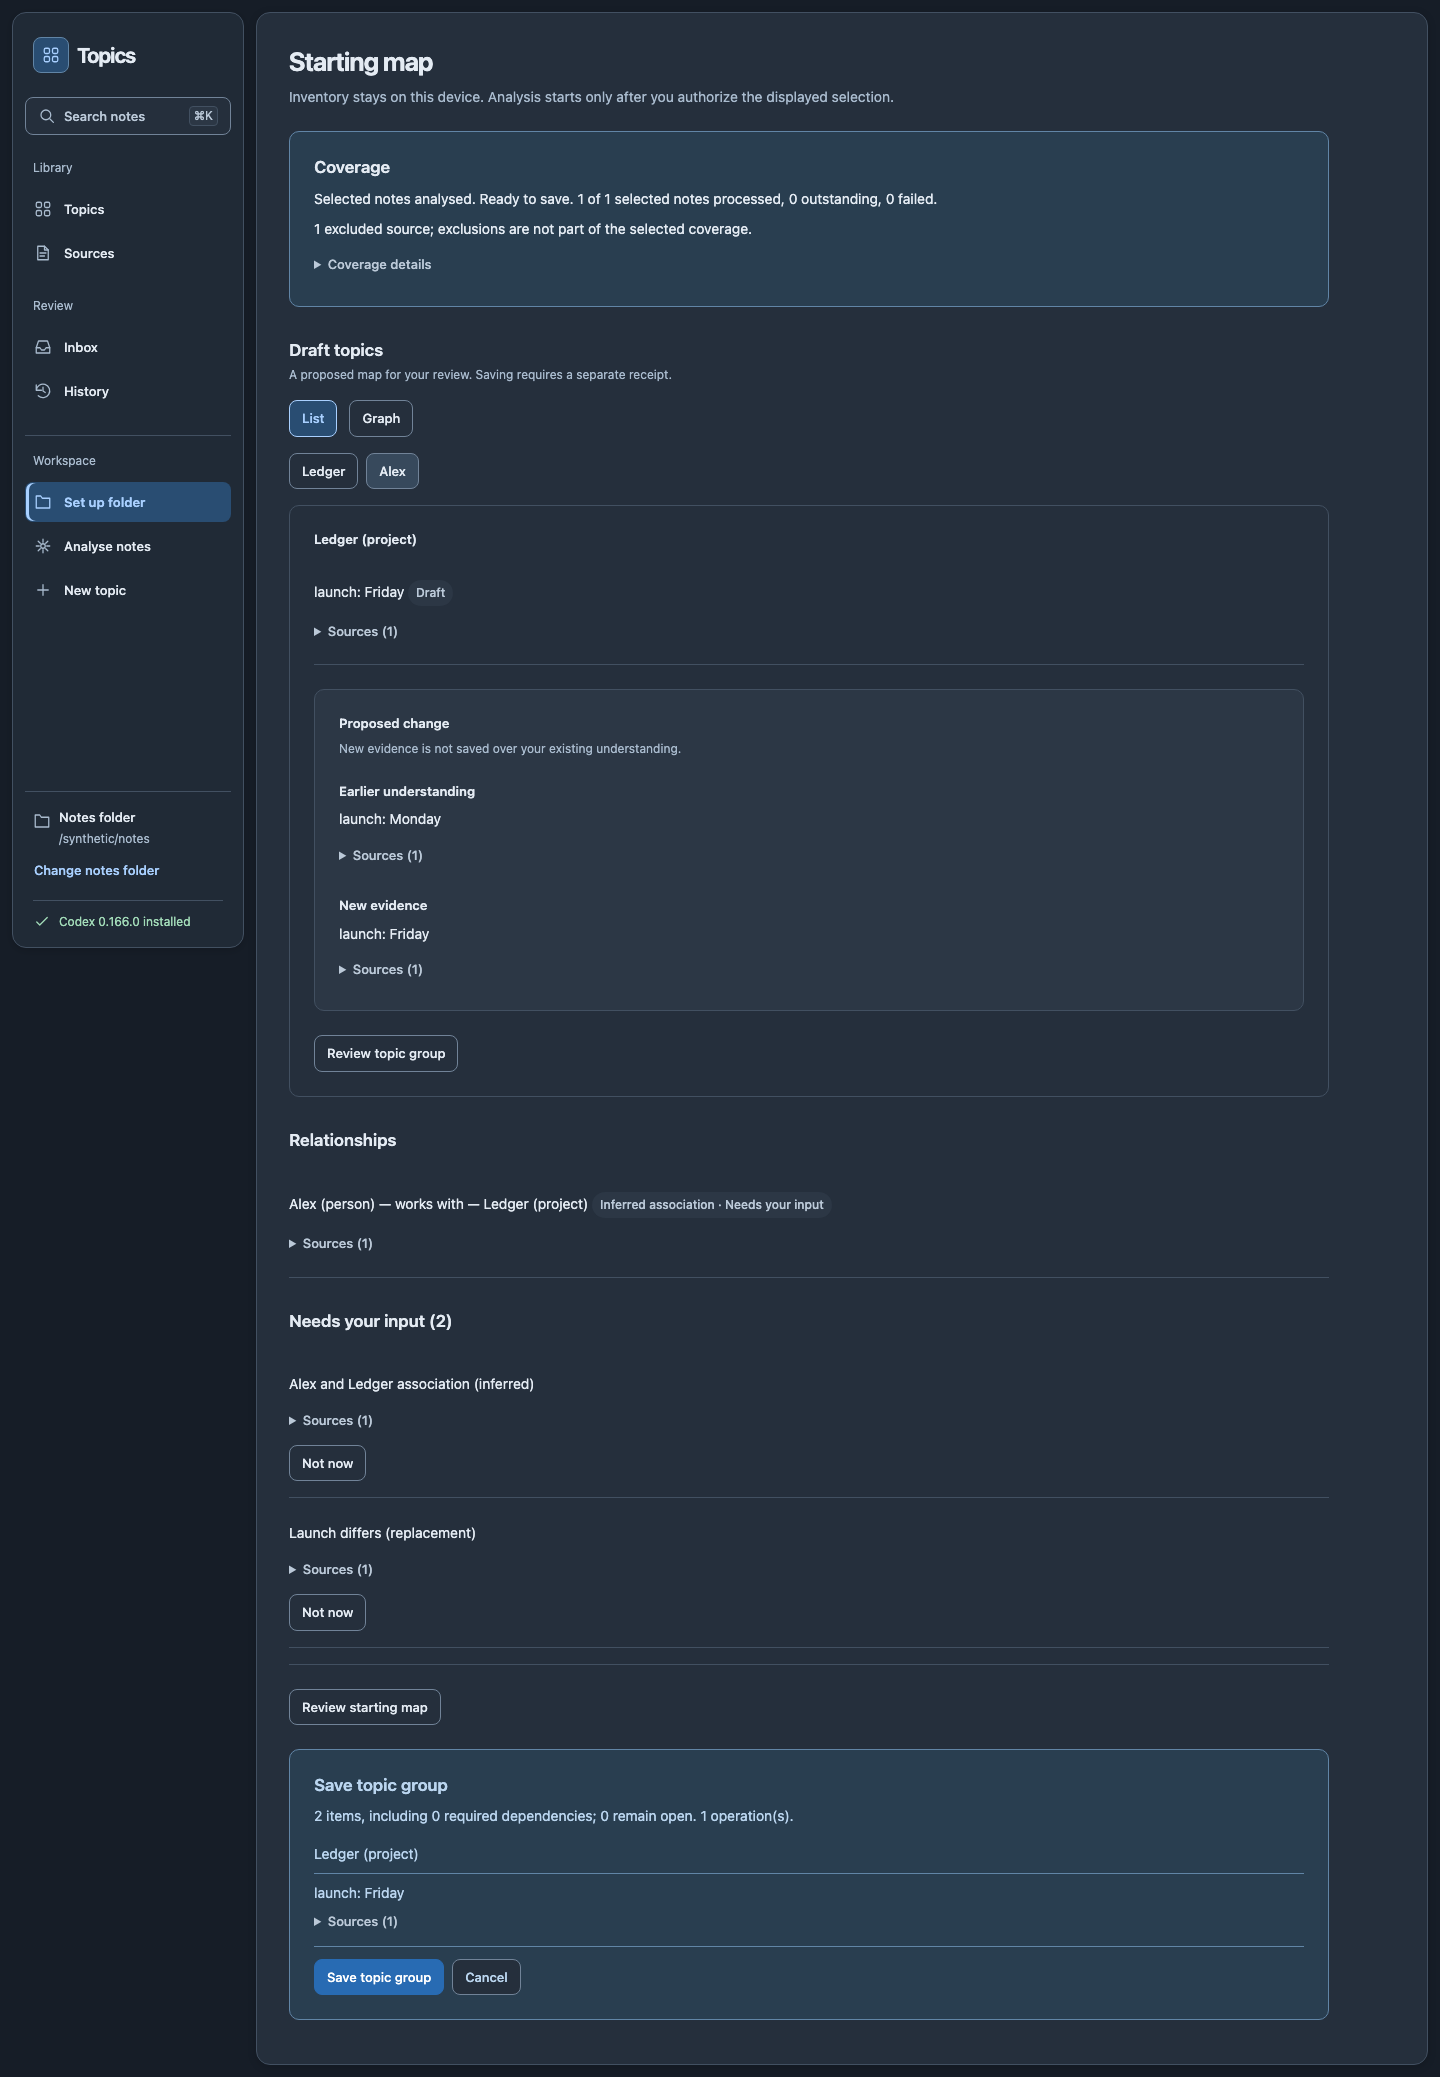 Topics
Search notes ⌘K
Library
Topics
Sources
Review
Inbox
History
Workspace
Set up folder
Analyse notes
New topic
Notes folder
/synthetic/notes
Change notes folder
Codex 0.166.0 installed
Starting map
Inventory stays on this device. Analysis starts only after you authorize the displayed selection.
Coverage
Selected notes analysed. Ready to save. 1 of 1 selected notes processed, 0 outstanding, 0 failed.
1 excluded source; exclusions are not part of the selected coverage.
Coverage details
Draft topics
A proposed map for your review. Saving requires a separate receipt.
List Graph
Ledger Alex
Ledger (project)
launch: Friday Draft
Sources (1)
Proposed change
New evidence is not saved over your existing understanding.
Earlier understanding
launch: Monday
Sources (1)
New evidence
launch: Friday
Sources (1)
Review topic group
Relationships
Alex (person) — works with — Ledger (project) Inferred association · Needs your input
Sources (1)
Needs your input (2)
Alex and Ledger association (inferred)
Sources (1)
Not now
Launch differs (replacement)
Sources (1)
Not now
Review starting map
Save topic group
2 items, including 0 required dependencies; 0 remain open. 1 operation(s).
Ledger (project)
launch: Friday
Sources (1)
Save topic group Cancel